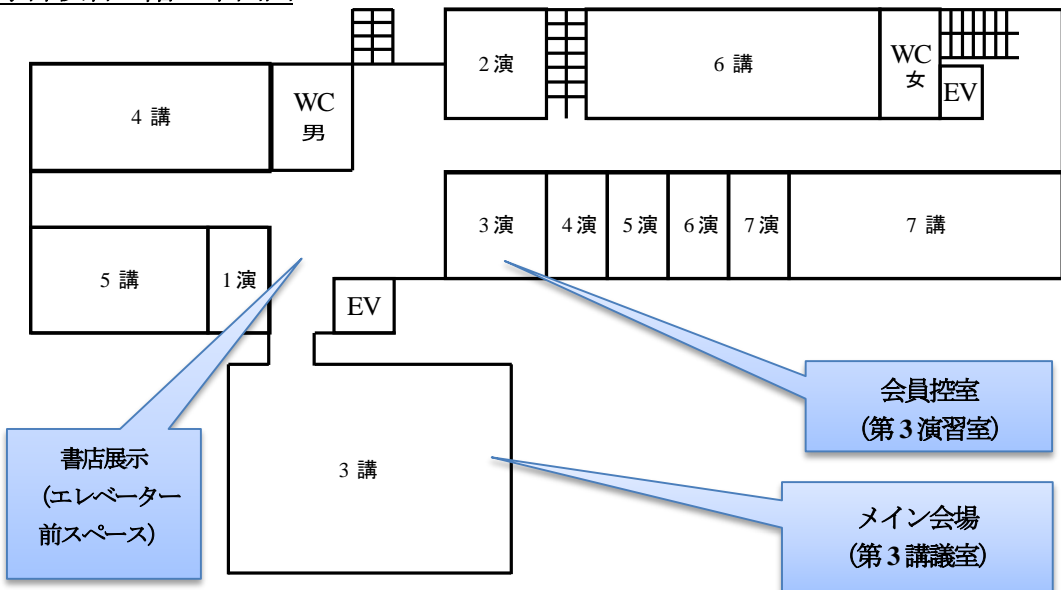 2演
6 講
WC
女
EV
4 講
WC
男
3演
4演
5演
6演
7演
7 講
5 講
1演
EV
会員控室
(第3演習室)
書店展示
(エレベーター
前スペース)
3 講
メイン会場
(第3講議室)